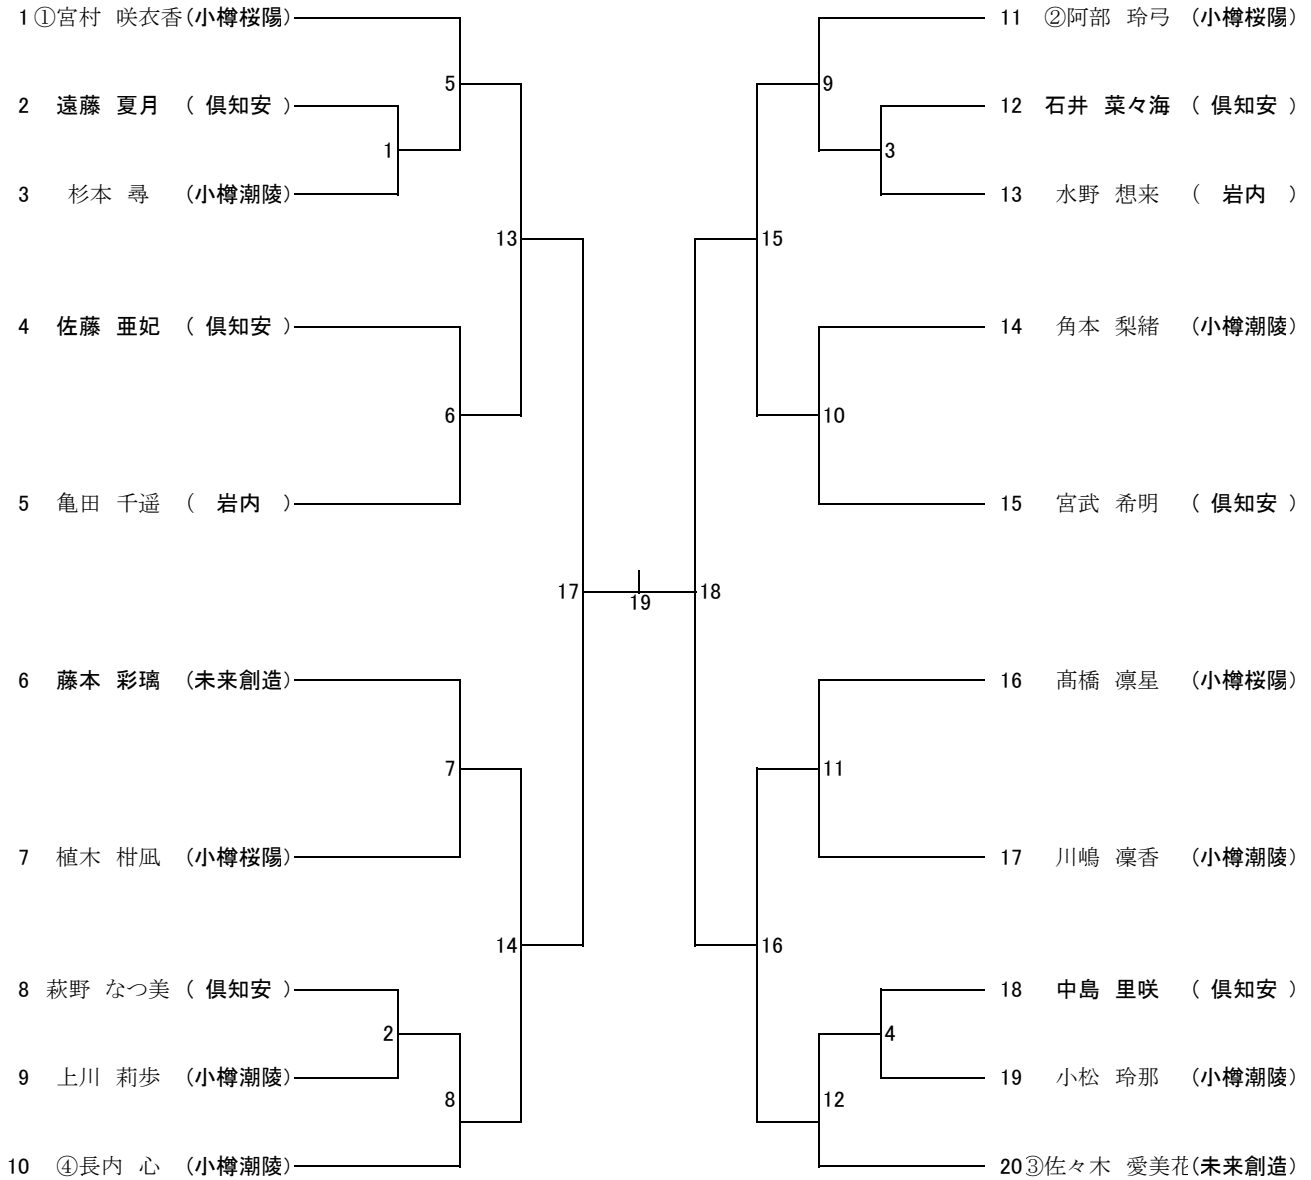 1 ①宮村 咲衣香 (小樽桜陽)
2 遠藤 夏月 ( 倶知安 )
3 杉本 尋 (小樽潮陵)
4 佐藤 亜妃 ( 倶知安 )
5 亀田 千遥 ( 岩内 )
6 藤本 彩璃 (未来創造)
7 植木 柑凪 (小樽桜陽)
8 萩野 なつ美 ( 倶知安 )
9 上川 莉歩 (小樽潮陵)
10 ④長内 心 (小樽潮陵)
1
2
5
6
7
8
13
14
17
19
18
15
16
9
10
11
12
3
4
11 ②阿部 玲弓 (小樽桜陽)
12 石井 菜々海 ( 倶知安 )
13 水野 想来 ( 岩内 )
14 角本 梨緒 (小樽潮陵)
15 宮武 希明 ( 倶知安 )
16 髙橋 凛星 (小樽桜陽)
17 川嶋 凜香 (小樽潮陵)
18 中島 里咲 ( 倶知安 )
19 小松 玲那 (小樽潮陵)
20 ③佐々木 愛美花 (未来創造)